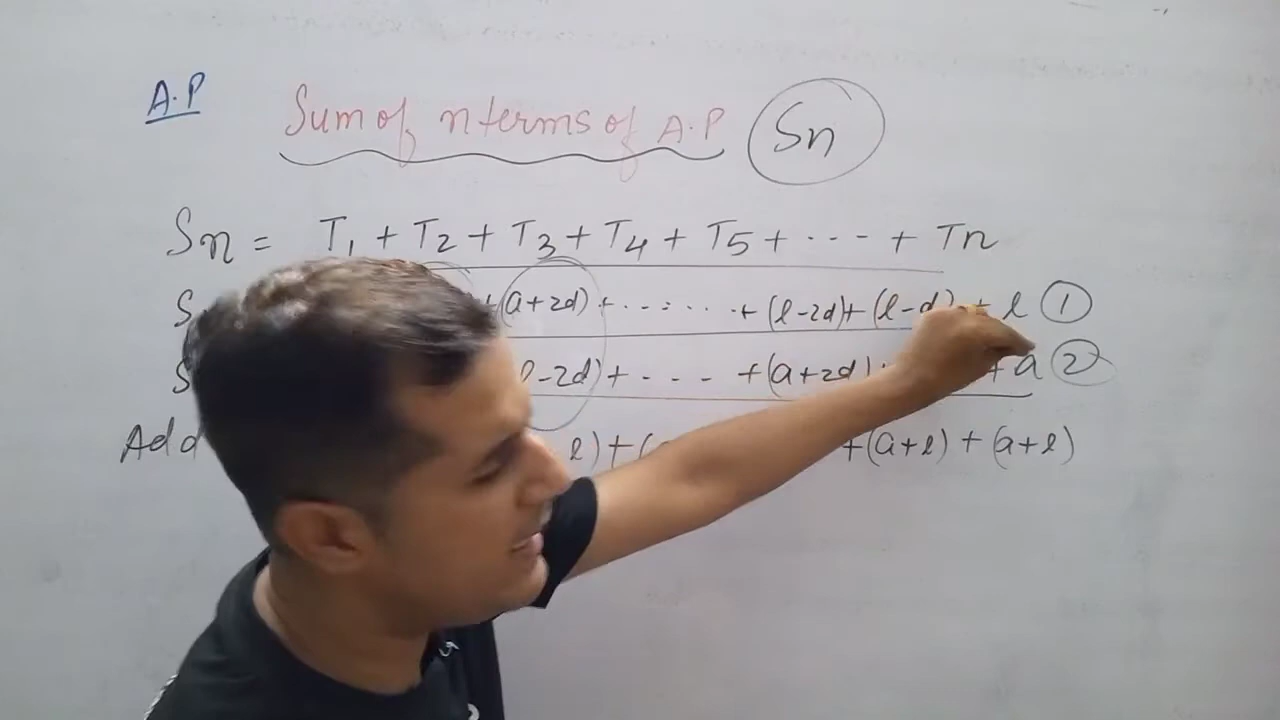 A.P
Sum of n terms of A.P Sn
Sn = T1 + T2 + T3 + T4 + T5 + ... + Tn
S +(a+2d) + ...... + (l-2d) + (l-d) + l 1
S -2d) + .... +(a+2d) + a 2
Add l) + ( +(a+l) + (a+l)